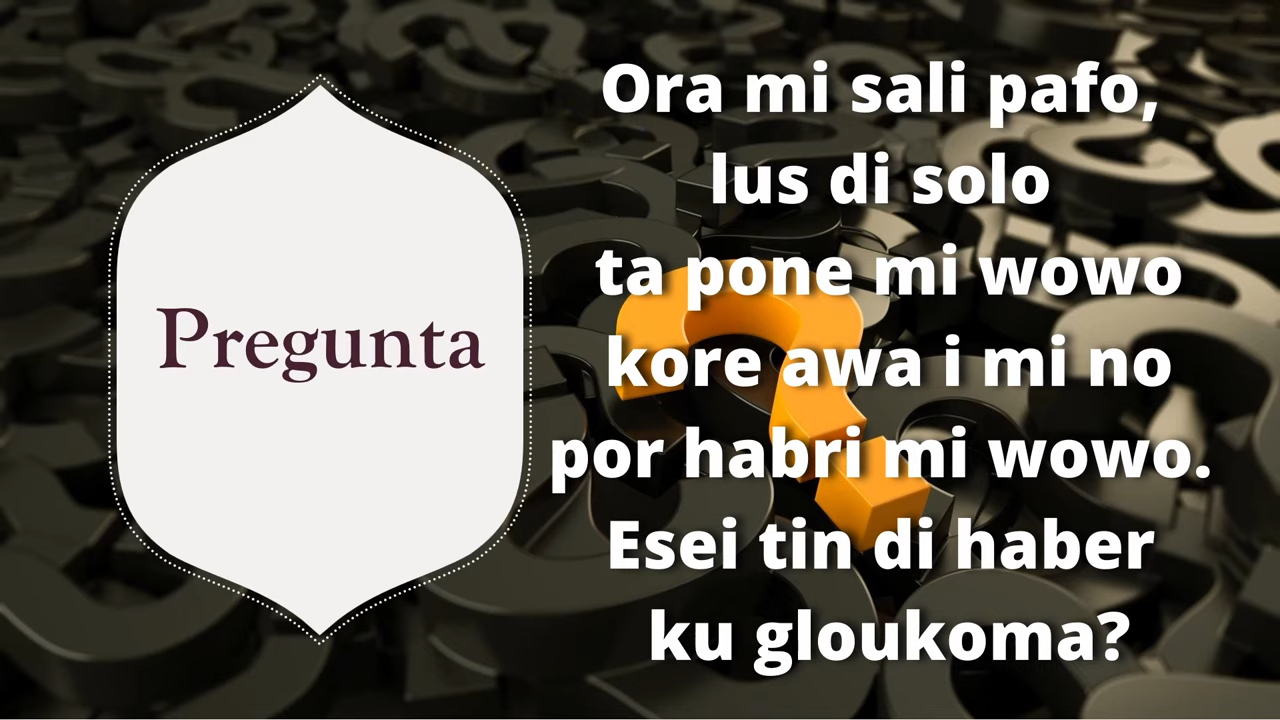 Pregunta
Ora mi sali pafo,
lus di solo
ta pone mi wowo
kore awa i mi no
por habri mi wowo.
Esei tin di haber
ku gloukoma?